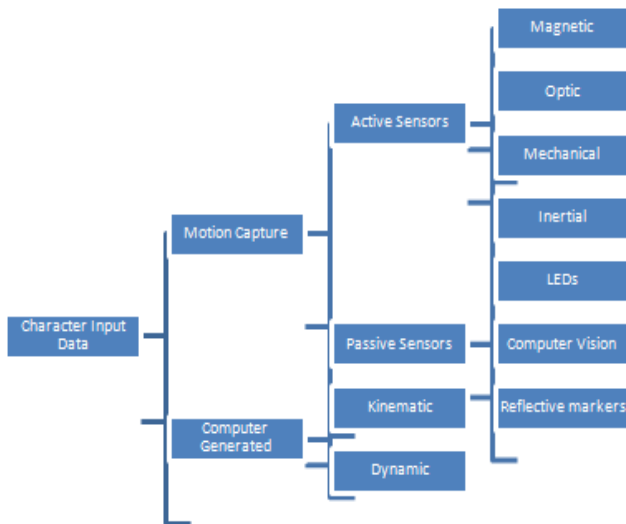 Character Input
Data
Motion Capture
Computer
Generated
Active Sensors
Passive Sensors
Kinematic
Dynamic
Magnetic
Optic
Mechanical
Inertial
LEDs
Computer Vision
Reflective markers